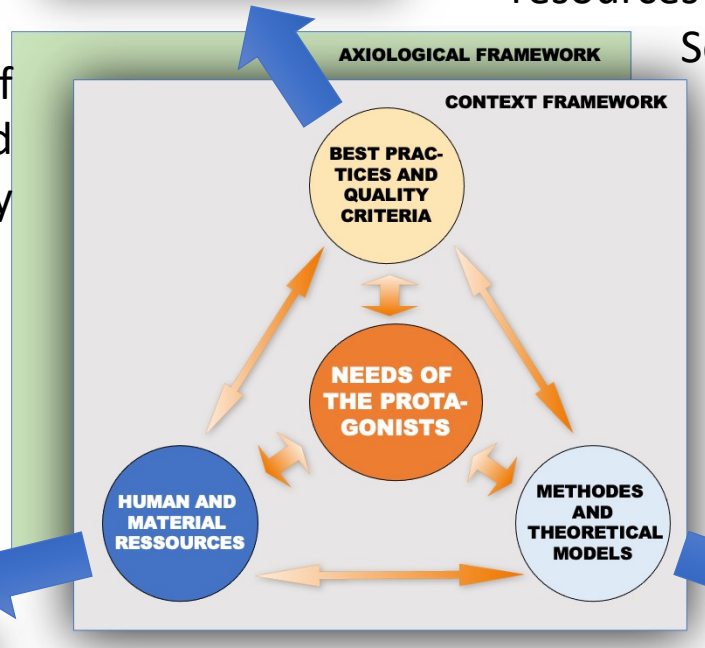 resources
AXIOLOGICAL FRAMEWORK
CONTEXT FRAMEWORK
BEST PRAC-
TICES AND
QUALITY
CRITERIA
NEEDS OF
THE PROTA-
GONISTS
HUMAN AND
MATERIAL
RESSOURCES
METHODES
AND
THEORETICAL
MODELS